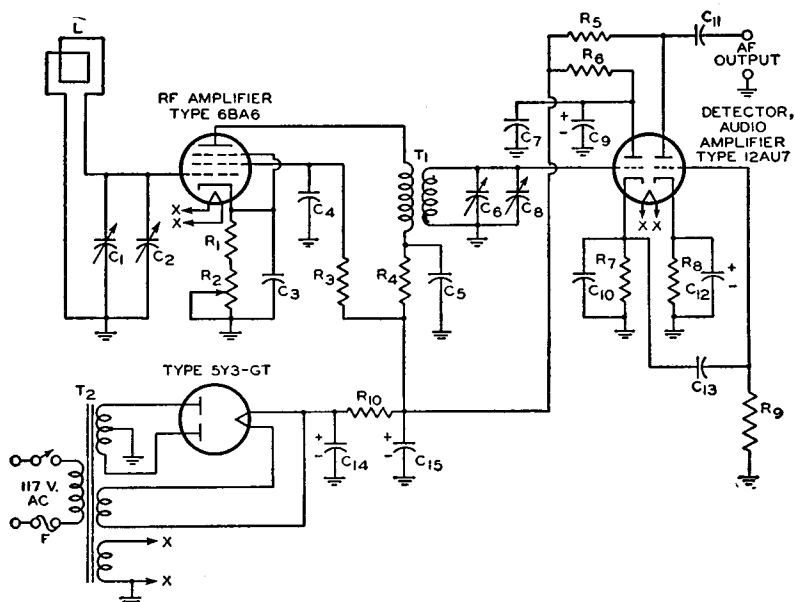 L
RF AMPLIFIER
TYPE 6BA6
R5
C11
AF
OUTPUT
R6
C7
+
-
C9
DETECTOR,
AUDIO
AMPLIFIER
TYPE 12AU7
T1
C1
C2
X
X
R1
R2
C3
C4
R3
R4
C5
C6
C8
X X
C10
R7
R8
C12
+
-
C13
R9
TYPE 5Y3-GT
T2
R10
+
-
C14
+
-
C15
117 V.
AC
F
X
X